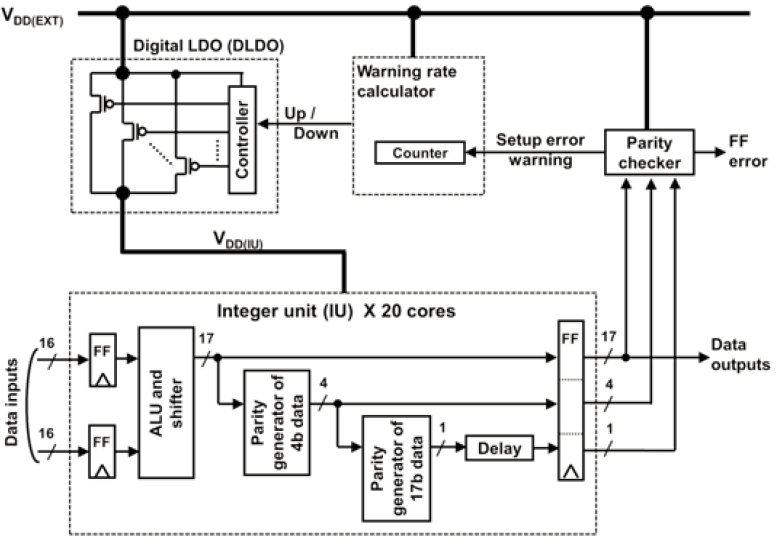 VDD(EXT)
Digital LDO (DLDO)
Controller
Up /
Down
Warning rate
calculator
Counter
Setup error
warning
Parity
checker
FF
error
VDD(IU)
Integer unit (IU) X 20 cores
Data inputs
16
16
FF
FF
ALU and
shifter
17
Parity
generator of
4b data
4
Parity
generator of
17b data
1
Delay
FF
17
4
1
Data
outputs